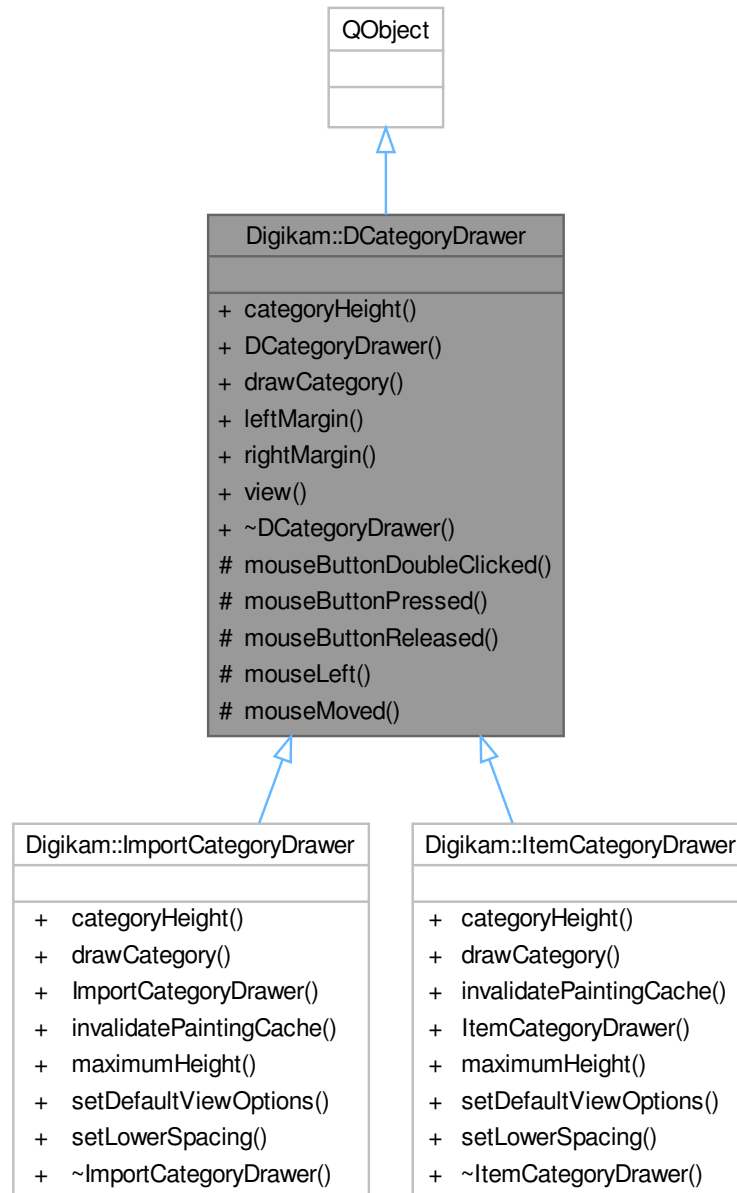 QObject
Digikam::DCategoryDrawer
+ categoryHeight()
+ DCategoryDrawer()
+ drawCategory()
+ leftMargin()
+ rightMargin()
+ view()
+ ~DCategoryDrawer()
# mouseButtonDoubleClicked()
# mouseButtonPressed()
# mouseButtonReleased()
# mouseLeft()
# mouseMoved()
Digikam::ImportCategoryDrawer
+ categoryHeight()
+ drawCategory()
+ ImportCategoryDrawer()
+ invalidatePaintingCache()
+ maximumHeight()
+ setDefaultViewOptions()
+ setLowerSpacing()
+ ~ImportCategoryDrawer()
Digikam::ItemCategoryDrawer
+ categoryHeight()
+ drawCategory()
+ invalidatePaintingCache()
+ ItemCategoryDrawer()
+ maximumHeight()
+ setDefaultViewOptions()
+ setLowerSpacing()
+ ~ItemCategoryDrawer()